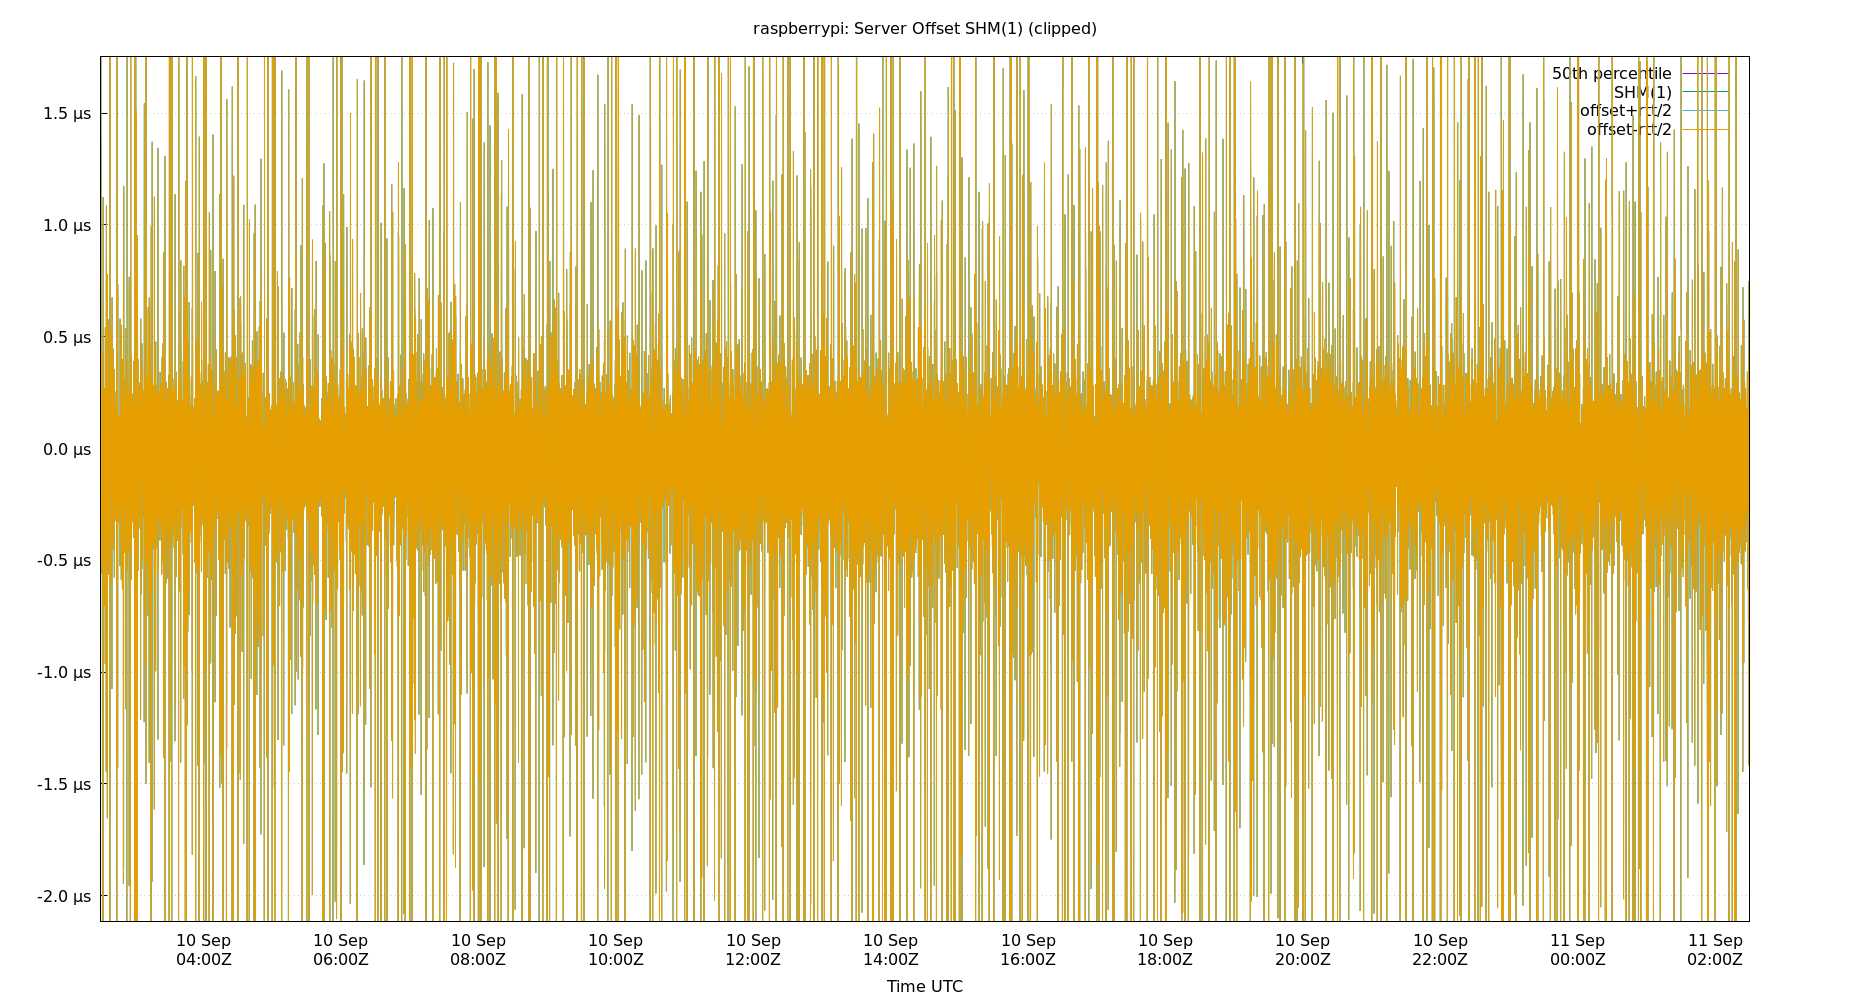 raspberrypi: Server Offset SHM(1) (clipped)
50th percentile
SHM(1)
offset+rtt/2
offset-rtt/2
1.5 µs
1.0 µs
0.5 µs
0.0 µs
-0.5 µs
-1.0 µs
-1.5 µs
-2.0 µs
10 Sep 10 Sep 10 Sep 10 Sep 10 Sep 10 Sep 10 Sep 10 Sep 10 Sep 10 Sep 11 Sep 11 Sep
04:00Z 06:00Z 08:00Z 10:00Z 12:00Z 14:00Z 16:00Z 18:00Z 20:00Z 22:00Z 00:00Z 02:00Z
Time UTC